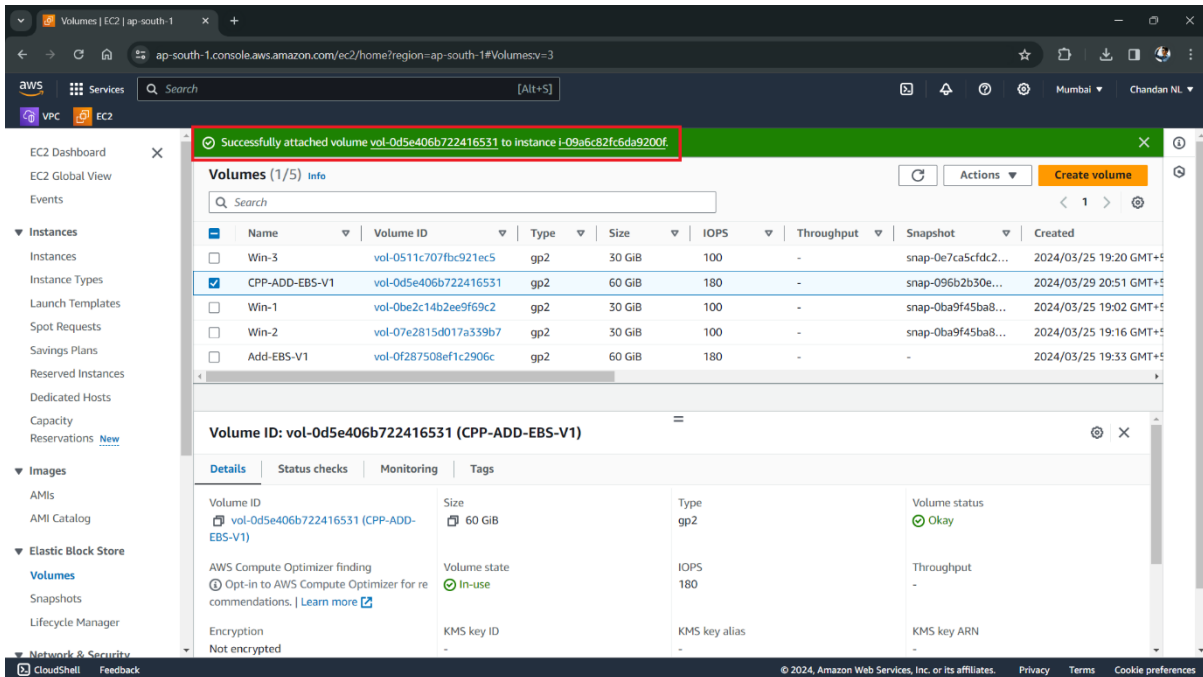 Volumes | EC2 | ap-south-1
ap-south-1.console.aws.amazon.com/ec2/home?region=ap-south-1#Volumes:v=3
aws Services Search [Alt+S] Mumbai Chandan NL
VPC EC2
EC2 Dashboard
EC2 Global View
Events
Instances
Instances
Instance Types
Launch Templates
Spot Requests
Savings Plans
Reserved Instances
Dedicated Hosts
Capacity
Reservations New
Images
AMIs
AMI Catalog
Elastic Block Store
Volumes
Snapshots
Lifecycle Manager
Network & Security
Successfully attached volume vol-0d5e406b722416531 to instance i-09a6c82fc6da9200f.
Volumes (1/5) Info Actions Create volume
Search 1
Name Volume ID Type Size IOPS Throughput Snapshot Created
Win-3 vol-0511c707fbc921ec5 gp2 30 GiB 100 - snap-0e7ca5cfdc2... 2024/03/25 19:20 GMT+5
CPP-ADD-EBS-V1 vol-0d5e406b722416531 gp2 60 GiB 180 - snap-096b2b30e... 2024/03/29 20:51 GMT+5
Win-1 vol-0be2c14b2ee9f69c2 gp2 30 GiB 100 - snap-0ba9f45ba8... 2024/03/25 19:02 GMT+5
Win-2 vol-07e2815d017a339b7 gp2 30 GiB 100 - snap-0ba9f45ba8... 2024/03/25 19:16 GMT+5
Add-EBS-V1 vol-0f287508ef1c2906c gp2 60 GiB 180 - - 2024/03/25 19:33 GMT+5
Volume ID: vol-0d5e406b722416531 (CPP-ADD-EBS-V1)
Details Status checks Monitoring Tags
Volume ID
vol-0d5e406b722416531 (CPP-ADD-
EBS-V1)
Size
60 GiB
Type
gp2
Volume status
Okay
AWS Compute Optimizer finding
Opt-in to AWS Compute Optimizer for re
commendations. | Learn more
Volume state
In-use
IOPS
180
Throughput
-
Encryption
Not encrypted
KMS key ID
-
KMS key alias
-
KMS key ARN
-
CloudShell Feedback © 2024, Amazon Web Services, Inc. or its affiliates. Privacy Terms Cookie preferences